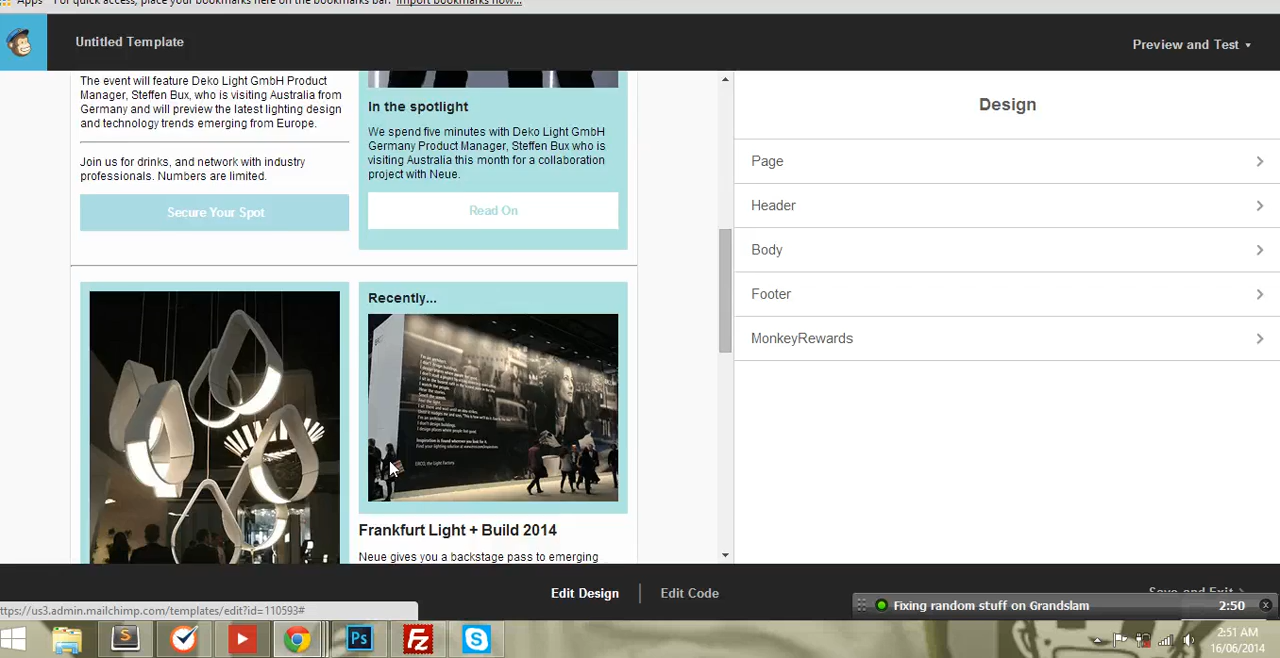 Apps For quick access, place your bookmarks here on the bookmarks bar. Import bookmarks now...
Untitled Template
Preview and Test
The event will feature Deko Light GmbH Product
Manager, Steffen Bux, who is visiting Australia from
Germany and will preview the latest lighting design
and technology trends emerging from Europe.
Join us for drinks, and network with industry
professionals. Numbers are limited.
Secure Your Spot
In the spotlight
We spend five minutes with Deko Light GmbH
Germany Product Manager, Steffen Bux who is
visiting Australia this month for a collaboration
project with Neue.
Read On
Recently...
Frankfurt Light + Build 2014
Neue gives you a backstage pass to emerging
Design
Page
Header
Body
Footer
MonkeyRewards
Edit Design
Edit Code
Save and Exit
ttps://us3.admin.mailchimp.com/templates/edit?id=110593#
Fixing random stuff on Grandslam
2:50
S
Ps
Fz
S
2:51 AM
16/06/2014